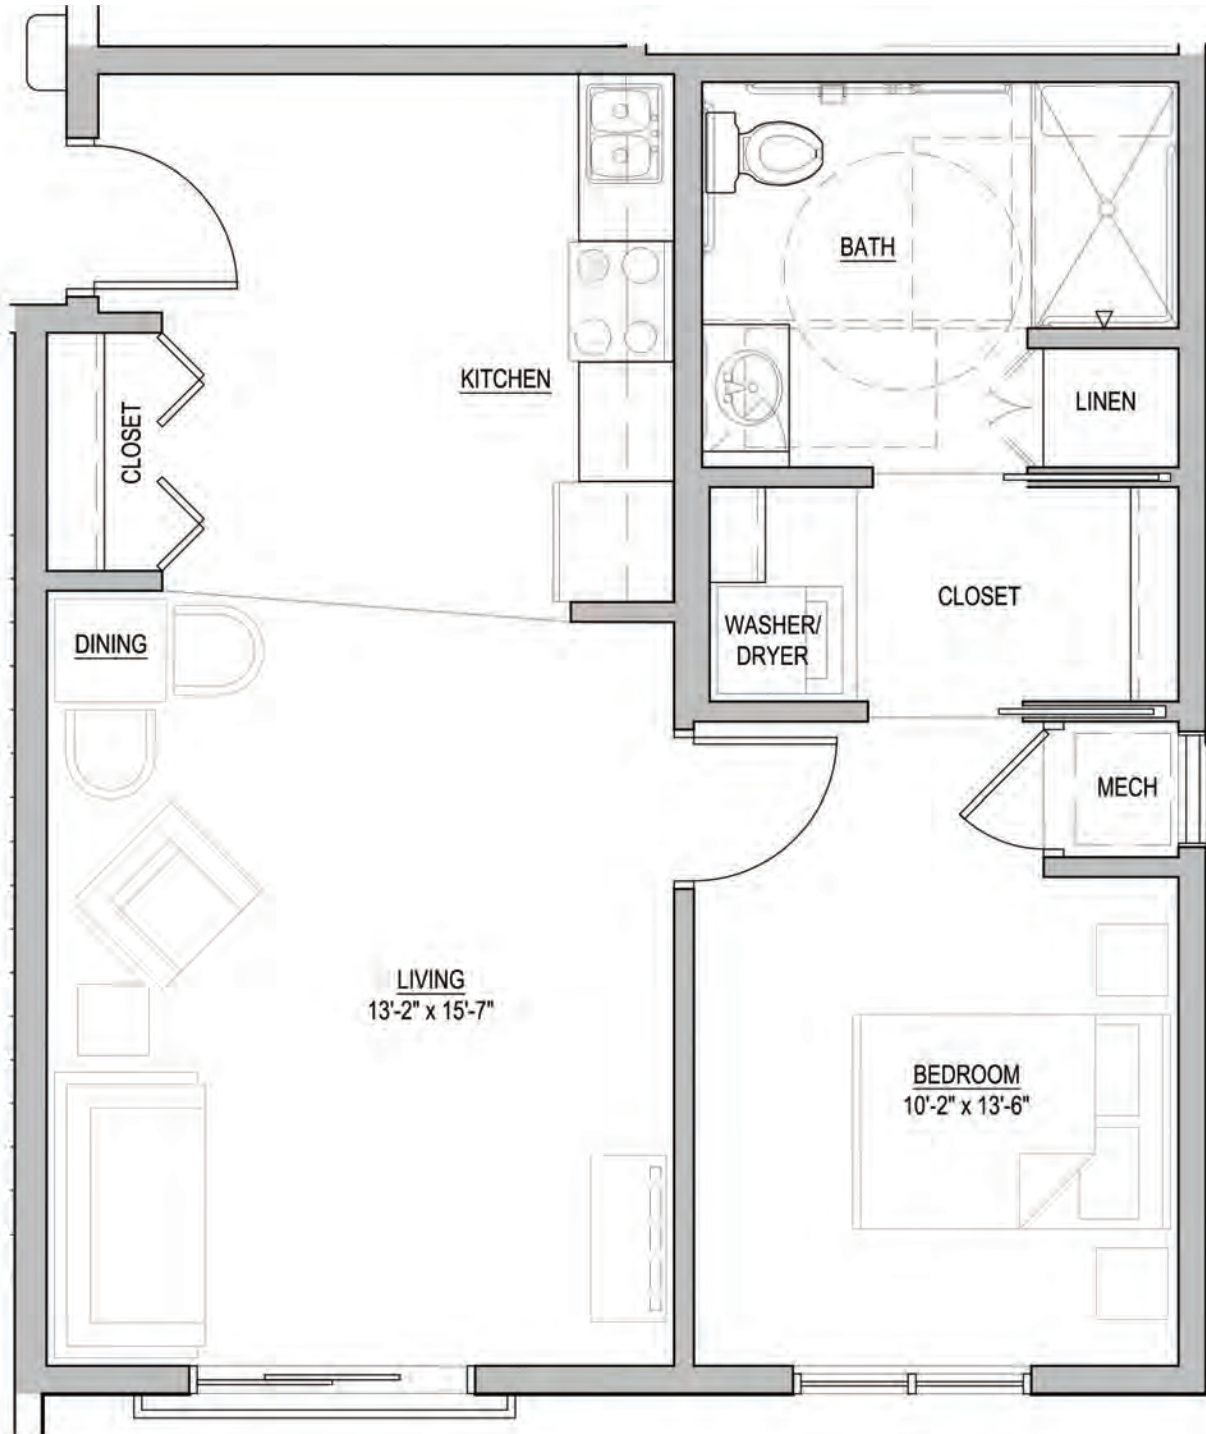 BATH
KITCHEN
LINEN
CLOSET
CLOSET
WASHER/
DRYER
DINING
MECH
LIVING
13'-2" x 15'-7"
BEDROOM
10'-2" x 13'-6"